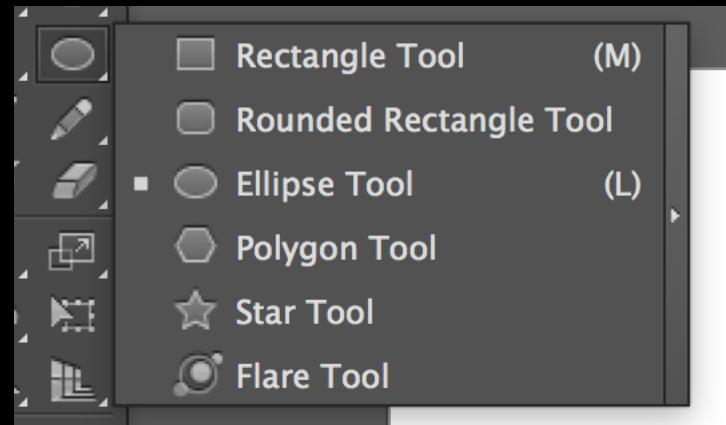 Rectangle Tool (M)
Rounded Rectangle Tool
Ellipse Tool (L)
Polygon Tool
Star Tool
Flare Tool